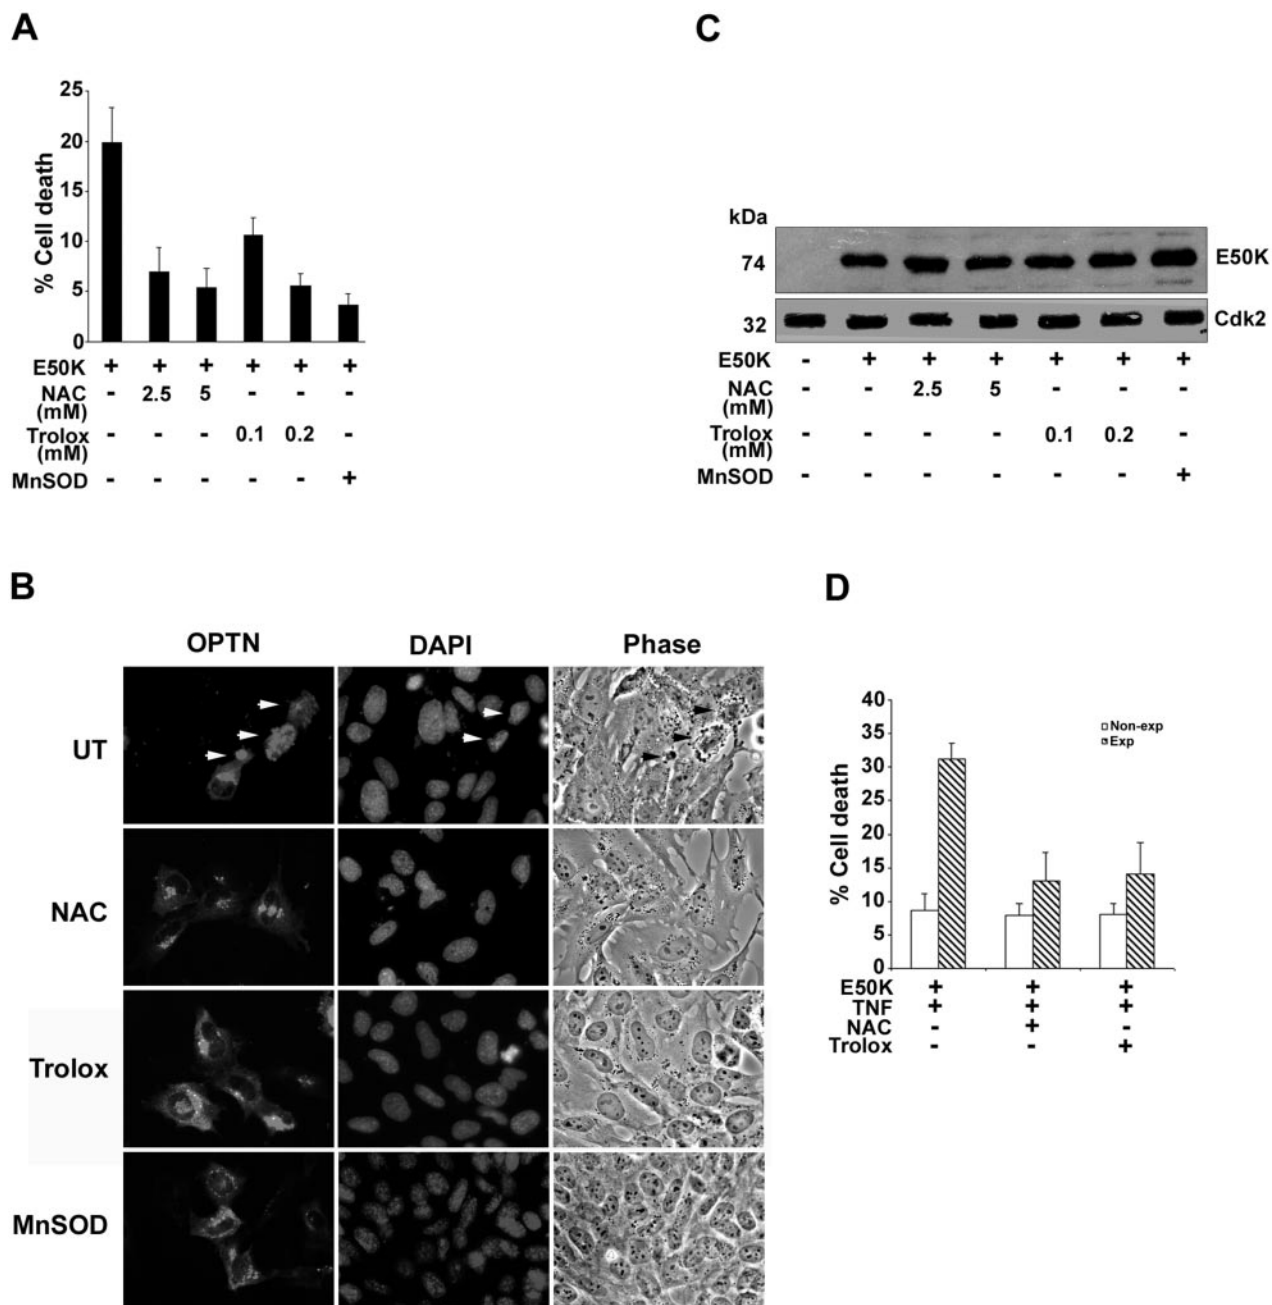 A
25
20
15
10
5
0
% Cell death
E50K + + + + + +
NAC (mM) - 2.5 5 - - -
Trolox (mM) - - - 0.1 0.2 -
MnSOD - - - - - +
C
kDa
74 E50K
32 Cdk2
E50K - + + + + + +
NAC (mM) - - 2.5 5 - - -
Trolox (mM) - - - - 0.1 0.2 -
MnSOD - - - - - - +
B
OPTN DAPI Phase
UT
NAC
Trolox
MnSOD
D
40
35
30
25
20
15
10
5
0
% Cell death
Non-exp
Exp
E50K + + +
TNF + + +
NAC - + -
Trolox - - +